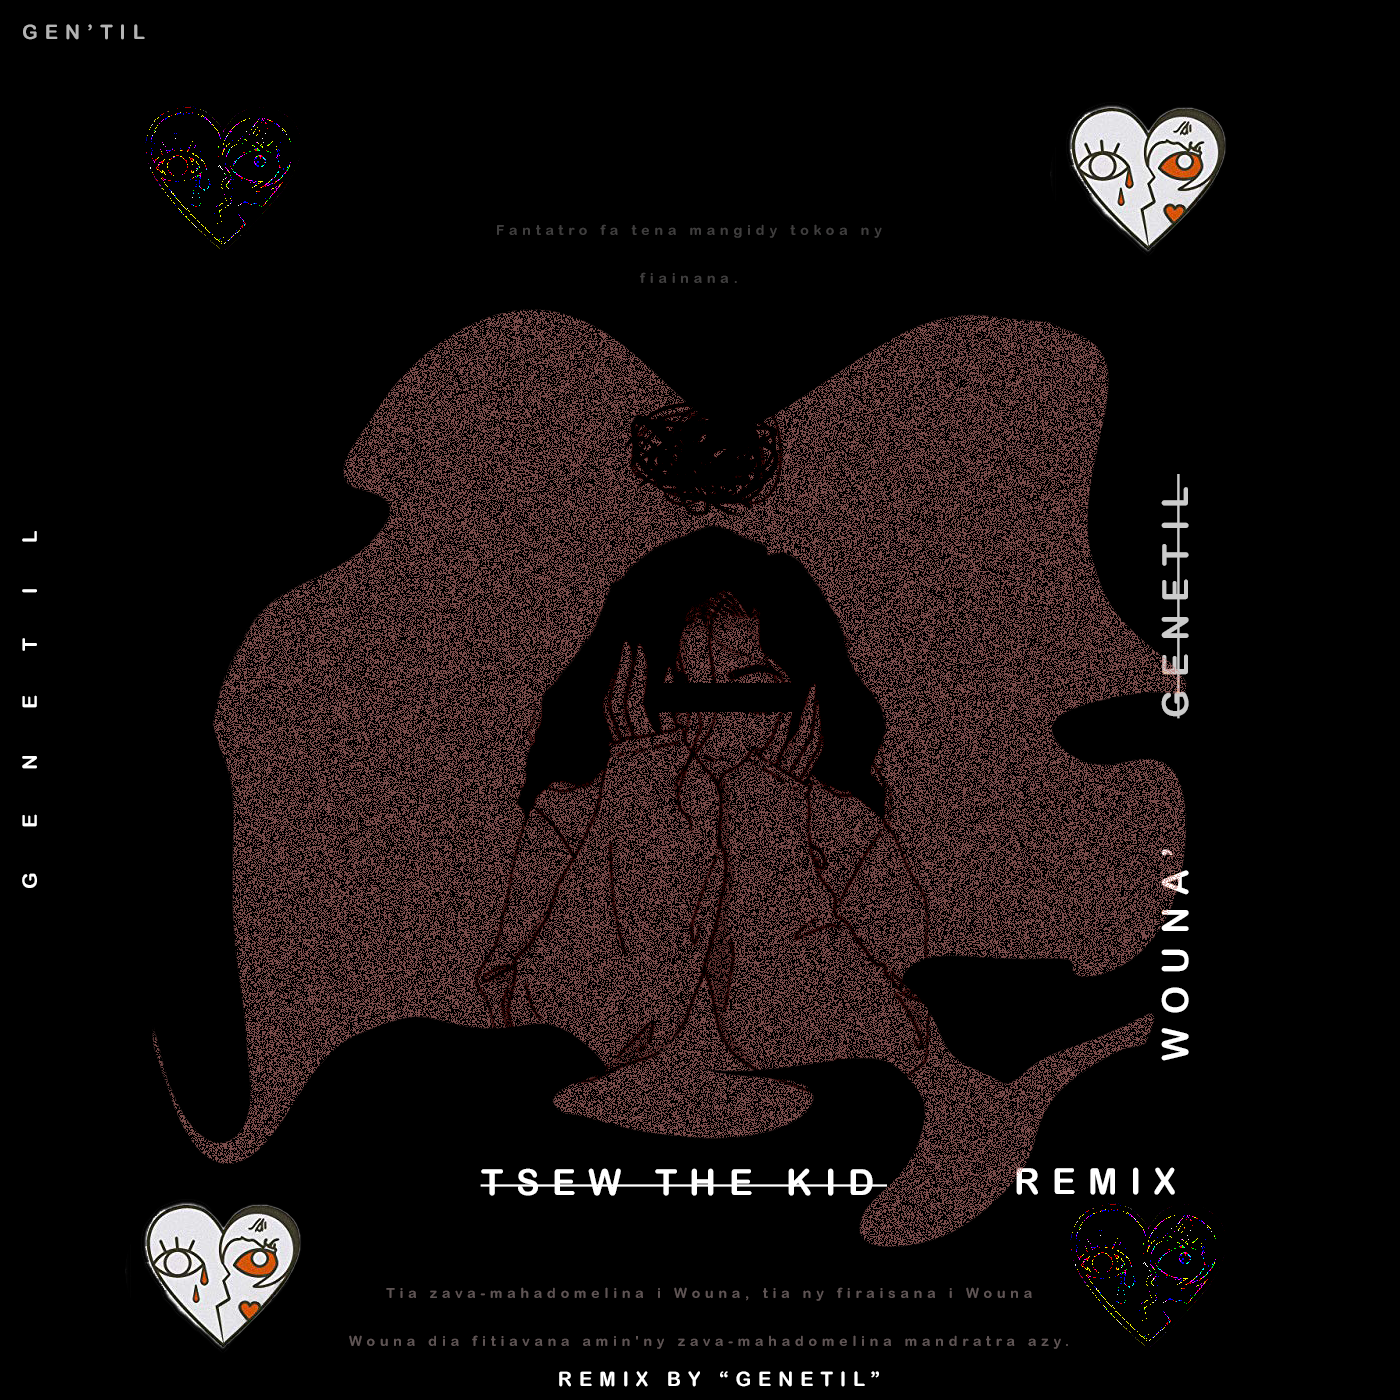 GEN’TIL
Fantatro fa tena mangidy tokoa ny
fiainana.
GENETIL
GENETIL
WOUNA’
TSEW THE KID REMIX
Tia zava-mahadomelina i Wouna, tia ny firaisana i Wouna
Wouna dia fitiavana amin'ny zava-mahadomelina mandratra azy.
REMIX BY “GENETIL”